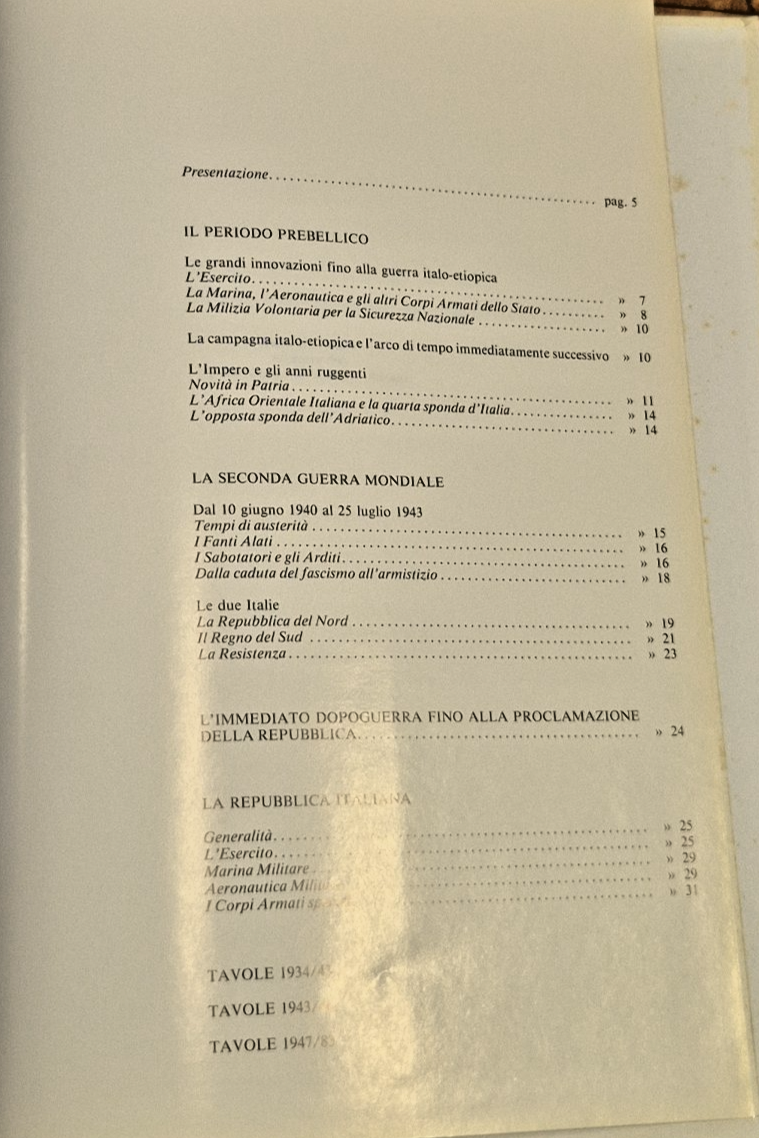 Presentazione. . . . . . . . . . . . . . . . . . . . . . . . . . . . . . . . . . . . . . . . . . . . pag. 5
IL PERIODO PREBELLICO
Le grandi innovazioni fino alla guerra italo-etiopica
L'Esercito. . . . . . . . . . . . . . . . . . . . . . . . . . . . . . . . . . . . . . . . . . . . » 7
La Marina, l'Aeronautica e gli altri Corpi Armati dello Stato . . . . . . . . . » 8
La Milizia Volontaria per la Sicurezza Nazionale . . . . . . . . . . . . . . . . . » 10
La campagna italo-etiopica e l'arco di tempo immediatamente successivo » 10
L'Impero e gli anni ruggenti
Novità in Patria . . . . . . . . . . . . . . . . . . . . . . . . . . . . . . . . . . . . . . . . » 11
L'Africa Orientale Italiana e la quarta sponda d'Italia. . . . . . . . . . . . . . » 14
L'opposta sponda dell'Adriatico. . . . . . . . . . . . . . . . . . . . . . . . . . . . » 14
LA SECONDA GUERRA MONDIALE
Dal 10 giugno 1940 al 25 luglio 1943
Tempi di austerità . . . . . . . . . . . . . . . . . . . . . . . . . . . . . . . . . . . . . . » 15
I Fanti Alati . . . . . . . . . . . . . . . . . . . . . . . . . . . . . . . . . . . . . . . . . . . » 16
I Sabotatori e gli Arditi. . . . . . . . . . . . . . . . . . . . . . . . . . . . . . . . . . . » 16
Dalla caduta del fascismo all'armistizio . . . . . . . . . . . . . . . . . . . . . . . » 18
Le due Italie
La Repubblica del Nord . . . . . . . . . . . . . . . . . . . . . . . . . . . . . . . . . . » 19
Il Regno del Sud . . . . . . . . . . . . . . . . . . . . . . . . . . . . . . . . . . . . . . . » 21
La Resistenza . . . . . . . . . . . . . . . . . . . . . . . . . . . . . . . . . . . . . . . . . » 23
L'IMMEDIATO DOPOGUERRA FINO ALLA PROCLAMAZIONE
DELLA REPUBBLICA. . . . . . . . . . . . . . . . . . . . . . . . . . . . . . . . . . . » 24
LA REPUBBLICA ITALIANA
Generalità. . . . . . . . . . . . . . . . . . . . . . . . . . . . . . . . . . . . . . . . . . . . » 25
L'Esercito. . . . . . . . . . . . . . . . . . . . . . . . . . . . . . . . . . . . . . . . . . . . » 25
Marina Militare . . . . . . . . . . . . . . . . . . . . . . . . . . . . . . . . . . . . . . . » 29
Aeronautica . . . . . . . . . . . . . . . . . . . . . . . . . . . . . . . . . . » 29
I Corpi Armati . . . . . . . . . . . . . . . . . . . . . . . . . . . . . . . . » 31
TAVOLE 1934/
TAVOLE 1943/
TAVOLE 1947/